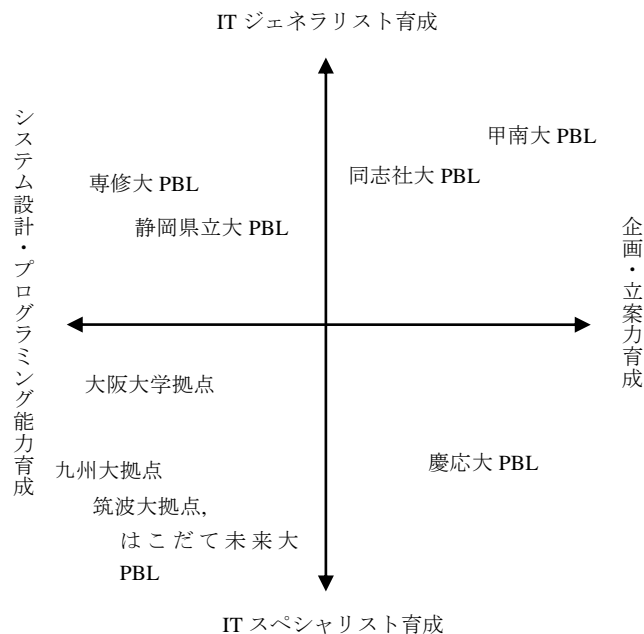 IT ジェネラリスト育成
甲南大 PBL
同志社大 PBL
専修大 PBL
静岡県立大 PBL
システム設計・プログラミング能力育成
企画・立案力育成
大阪大学拠点
慶応大 PBL
九州大拠点
筑波大拠点,
はこだて未来大
PBL
IT スペシャリスト育成